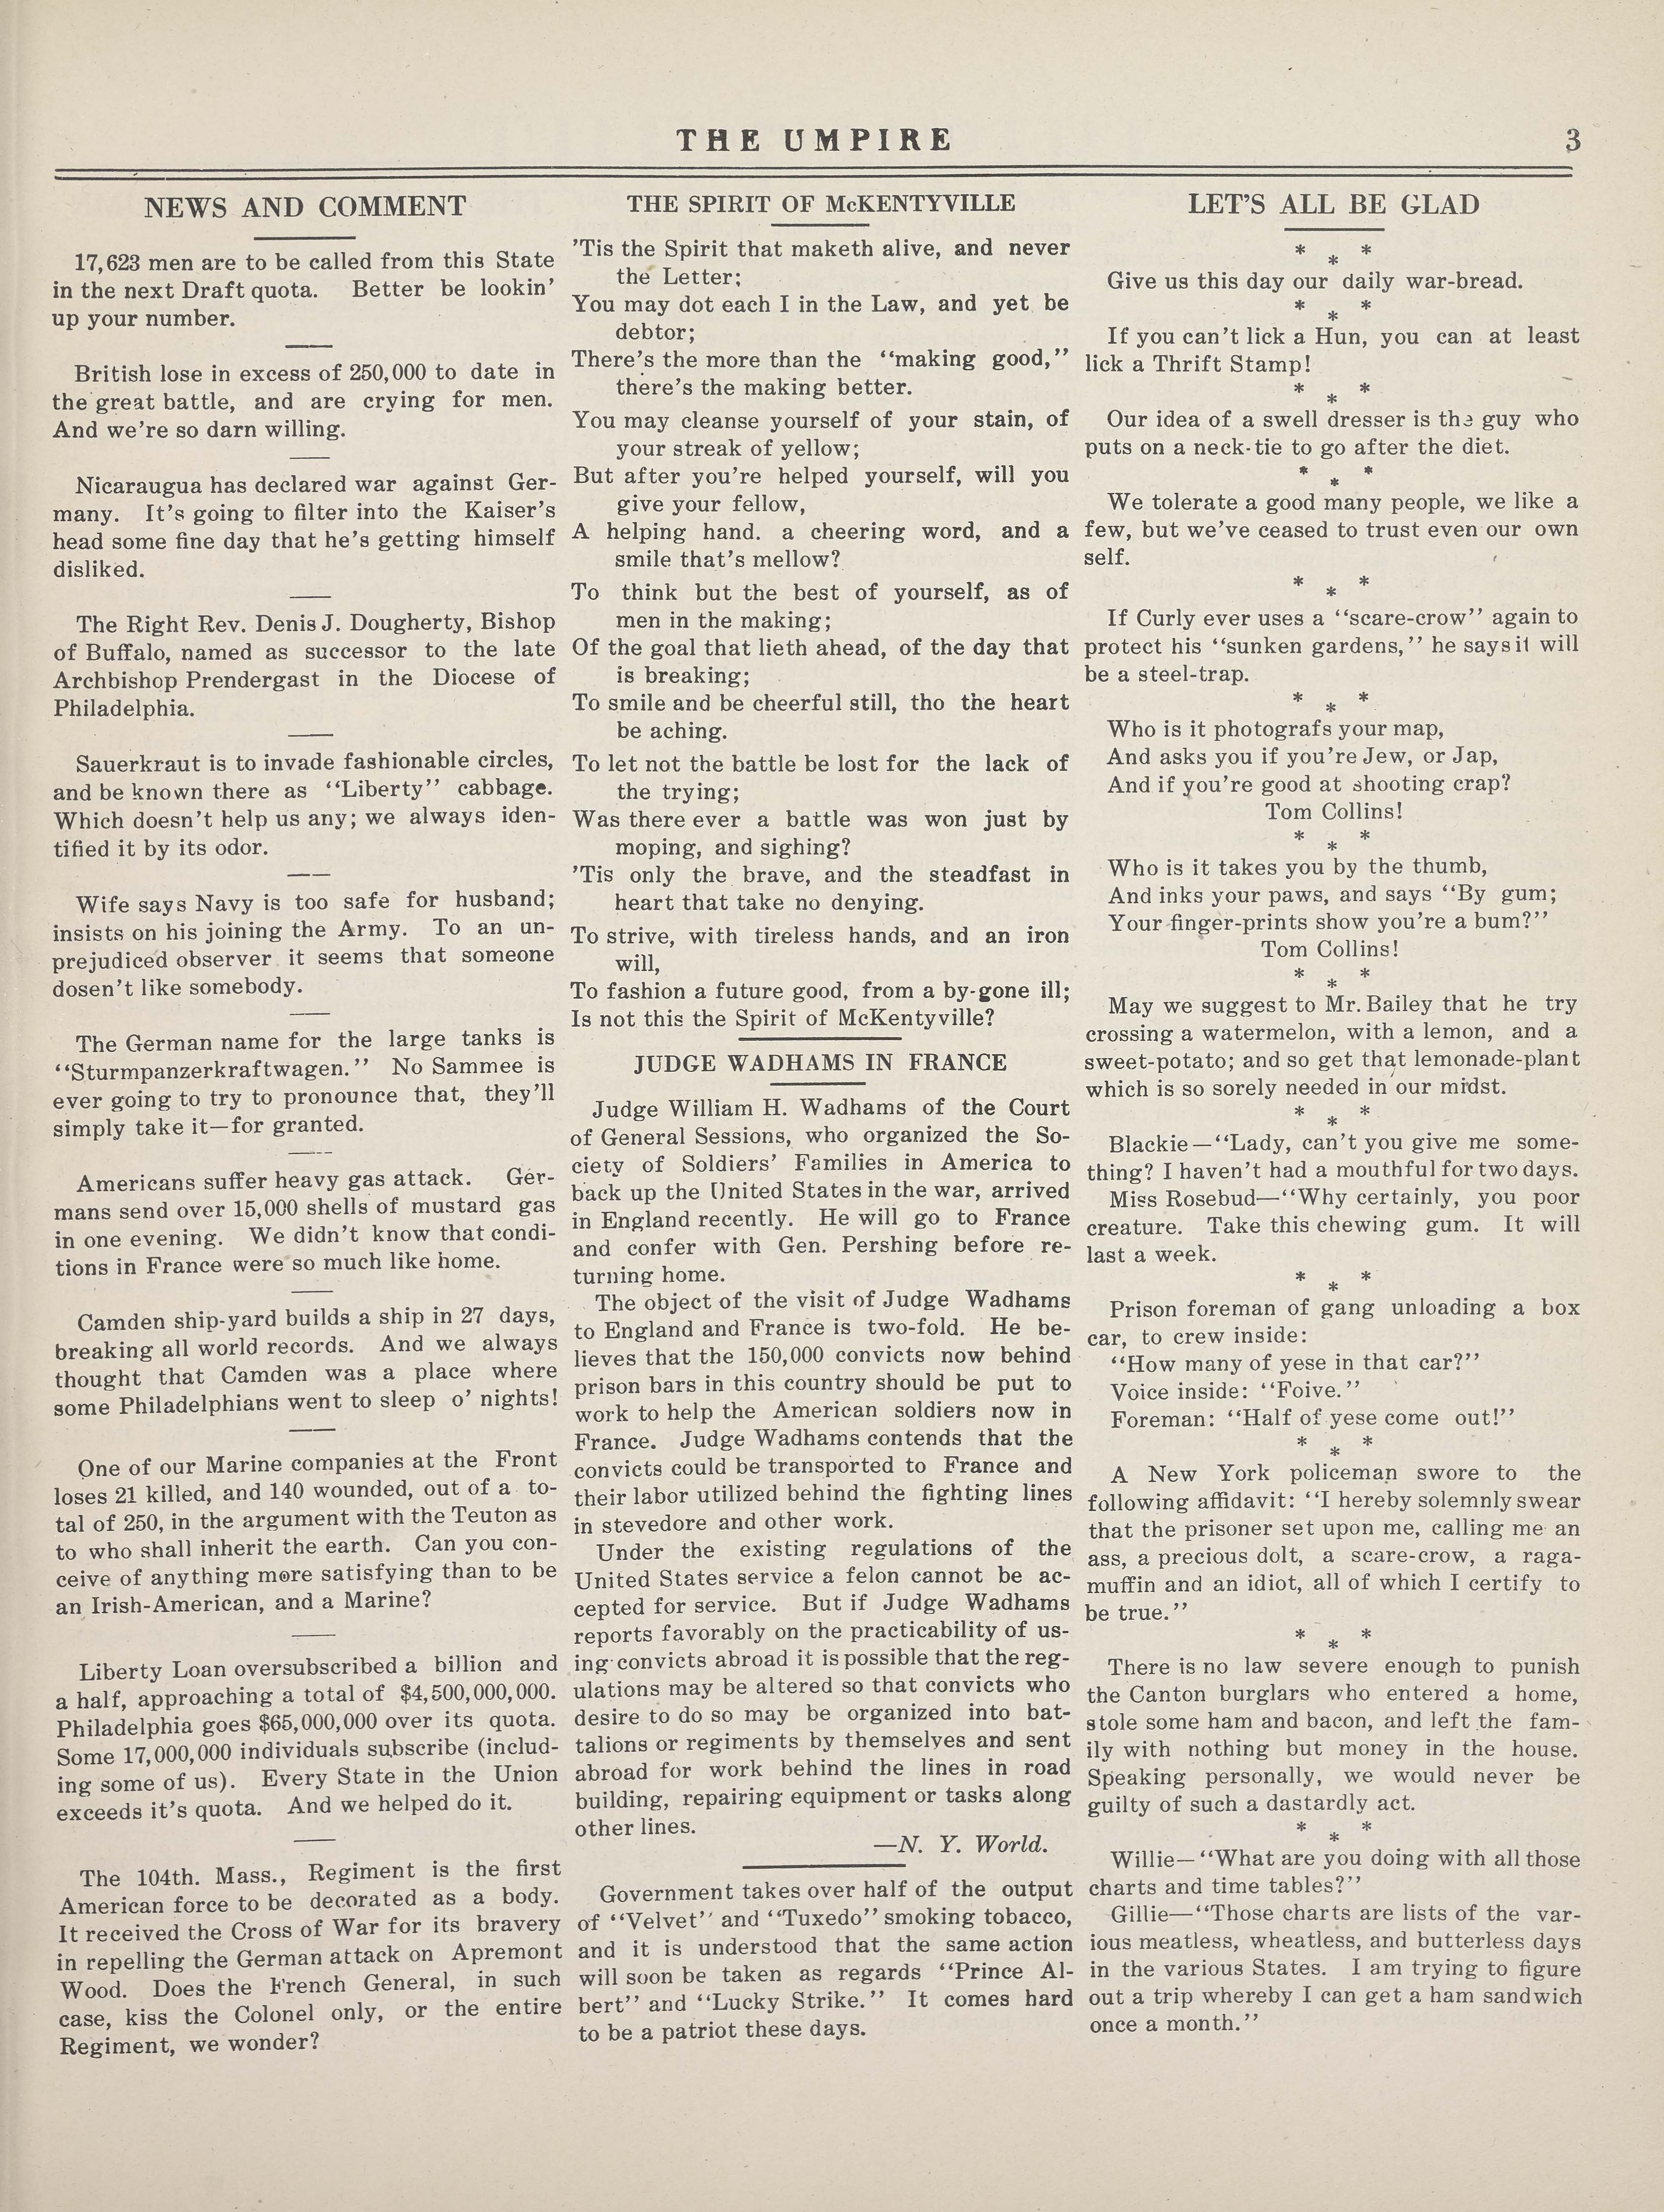 THE UMPIRE
3
NEWS AND COMMENT
17,623 men are to be called from this State
in the next Draft quota. Better be lookin'
up your number.
British lose in excess of 250,000 to date in
the great battle, and are crying for men.
And we're so darn willing.
Nicaraugua has declared war against Ger-
many. It's going to filter into the Kaiser's
head some fine day that he's getting himself
disliked.
The Right Rev. Denis J. Dougherty, Bishop
of Buffalo, named as successor to the late
Archbishop Prendergast in the Diocese of
Philadelphia.
Sauerkraut is to invade fashionable circles,
and be known there as "Liberty" cabbage.
Which doesn't help us any; we always iden-
tified it by its odor.
Wife says Navy is too safe for husband;
insists on his joining the Army. To an un-
prejudiced observer it seems that someone
dosen't like somebody.
The German name for the large tanks is
"Sturmpanzerkraftwagen." No Sammee is
ever going to try to pronounce that, they'll
simply take it—for granted.
Americans suffer heavy gas attack. Ger-
mans send over 15,000 shells of mustard gas
in one evening. We didn't know that condi-
tions in France were so much like home.
Camden ship-yard builds a ship in 27 days,
breaking all world records. And we always
thought that Camden was a place where
some Philadelphians went to sleep o' nights!
One of our Marine companies at the Front
loses 21 killed, and 140 wounded, out of a to-
tal of 250, in the argument with the Teuton as
to who shall inherit the earth. Can you con-
ceive of anything more satisfying than to be
an Irish-American, and a Marine?
Liberty Loan oversubscribed a billion and
a half, approaching a total of $4,500,000,000.
Philadelphia goes $65,000,000 over its quota.
Some 17,000,000 individuals subscribe (includ-
ing some of us). Every State in the Union
exceeds it's quota. And we helped do it.
The 104th. Mass., Regiment is the first
American force to be decorated as a body.
It received the Cross of War for its bravery
in repelling the German attack on Apremont
Wood. Does the French General, in such
case, kiss the Colonel only, or the entire
Regiment, we wonder?
THE SPIRIT OF McKENTYVILLE
'Tis the Spirit that maketh alive, and never
the Letter;
You may dot each I in the Law, and yet be
debtor;
There's the more than the "making good,"
there's the making better.
You may cleanse yourself of your stain, of
your streak of yellow;
But after you're helped yourself, will you
give your fellow,
A helping hand. a cheering word, and a
smile that's mellow?
To think but the best of yourself, as of
men in the making;
Of the goal that lieth ahead, of the day that
is breaking;
To smile and be cheerful still, tho the heart
be aching.
To let not the battle be lost for the lack of
the trying;
Was there ever a battle was won just by
moping, and sighing?
'Tis only the brave, and the steadfast in
heart that take no denying.
To strive, with tireless hands, and an iron
will,
To fashion a future good, from a by-gone ill;
Is not this the Spirit of McKentyville?
JUDGE WADHAMS IN FRANCE
Judge William H. Wadhams of the Court
of General Sessions, who organized the So-
ciety of Soldiers' Families in America to
back up the United States in the war, arrived
in England recently. He will go to France
and confer with Gen. Pershing before re-
turning home.
The object of the visit of Judge Wadhams
to England and France is two-fold. He be-
lieves that the 150,000 convicts now behind
prison bars in this country should be put to
work to help the American soldiers now in
France. Judge Wadhams contends that the
convicts could be transported to France and
their labor utilized behind the fighting lines
in stevedore and other work.
Under the existing regulations of the
United States service a felon cannot be ac-
cepted for service. But if Judge Wadhams
reports favorably on the practicability of us-
ing convicts abroad it is possible that the reg-
ulations may be altered so that convicts who
desire to do so may be organized into bat-
talions or regiments by themselves and sent
abroad for work behind the lines in road
building, repairing equipment or tasks along
other lines.
—N. Y. World.
Government takes over half of the output
of "Velvet" and "Tuxedo" smoking tobacco,
and it is understood that the same action
will soon be taken as regards "Prince Al-
bert" and "Lucky Strike." It comes hard
to be a patriot these days.
LET'S ALL BE GLAD
* * *
Give us this day our daily war-bread.
* * *
If you can't lick a Hun, you can at least
lick a Thrift Stamp!
* * *
Our idea of a swell dresser is the guy who
puts on a neck-tie to go after the diet.
* * *
We tolerate a good many people, we like a
few, but we've ceased to trust even our own
self.
* * *
If Curly ever uses a "scare-crow" again to
protect his "sunken gardens," he says it will
be a steel-trap.
* * *
Who is it photografs your map,
And asks you if you're Jew, or Jap,
And if you're good at shooting crap?
Tom Collins!
* * *
Who is it takes you by the thumb,
And inks your paws, and says "By gum;
Your finger-prints show you're a bum?"
Tom Collins!
* * *
May we suggest to Mr. Bailey that he try
crossing a watermelon, with a lemon, and a
sweet-potato; and so get that lemonade-plant
which is so sorely needed in our midst.
* * *
Blackie—"Lady, can't you give me some-
thing? I haven't had a mouthful for two days.
Miss Rosebud—"Why certainly, you poor
creature. Take this chewing gum. It will
last a week.
* * *
Prison foreman of gang unloading a box
car, to crew inside:
"How many of yese in that car?"
Voice inside: "Foive."
Foreman: "Half of yese come out!"
* * *
A New York policeman swore to the
following affidavit: "I hereby solemnly swear
that the prisoner set upon me, calling me an
ass, a precious dolt, a scare-crow, a raga-
muffin and an idiot, all of which I certify to
be true."
* * *
There is no law severe enough to punish
the Canton burglars who entered a home,
stole some ham and bacon, and left the fam-
ily with nothing but money in the house.
Speaking personally, we would never be
guilty of such a dastardly act.
* * *
Willie—"What are you doing with all those
charts and time tables?"
Gillie—"Those charts are lists of the var-
ious meatless, wheatless, and butterless days
in the various States. I am trying to figure
out a trip whereby I can get a ham sandwich
once a month."